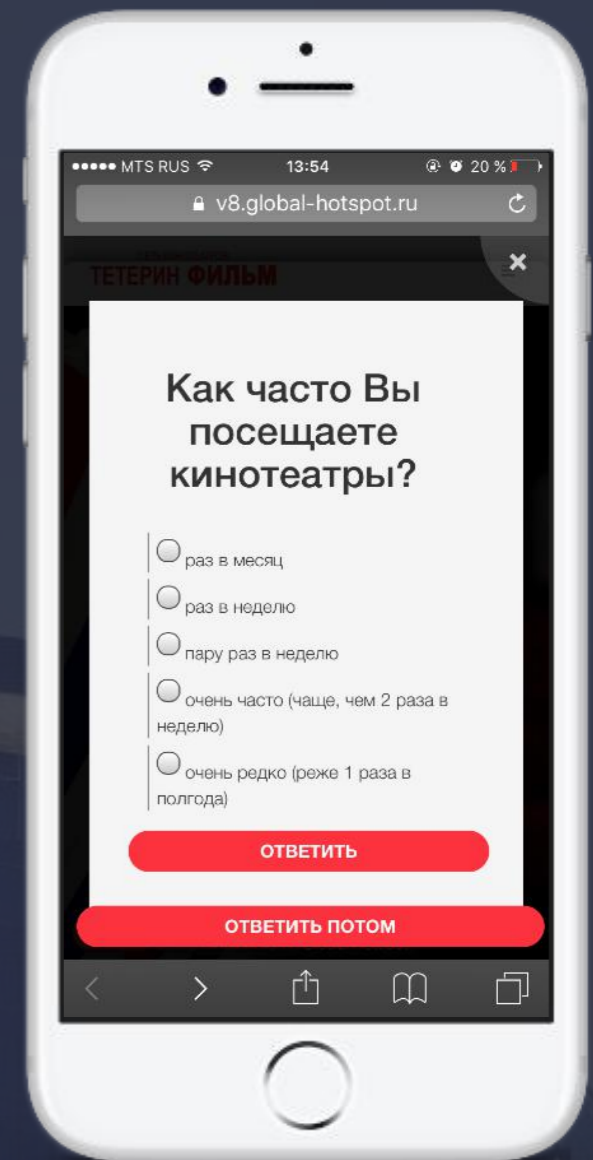 MTS RUS 13:54 20 %
v8.global-hotspot.ru
ТЕТЕРИН ФИЛЬМ
Как часто Вы
посещаете
кинотеатры?
раз в месяц
раз в неделю
пару раз в неделю
очень часто (чаще, чем 2 раза в
неделю)
очень редко (реже 1 раза в
полгода)
ОТВЕТИТЬ
ОТВЕТИТЬ ПОТОМ